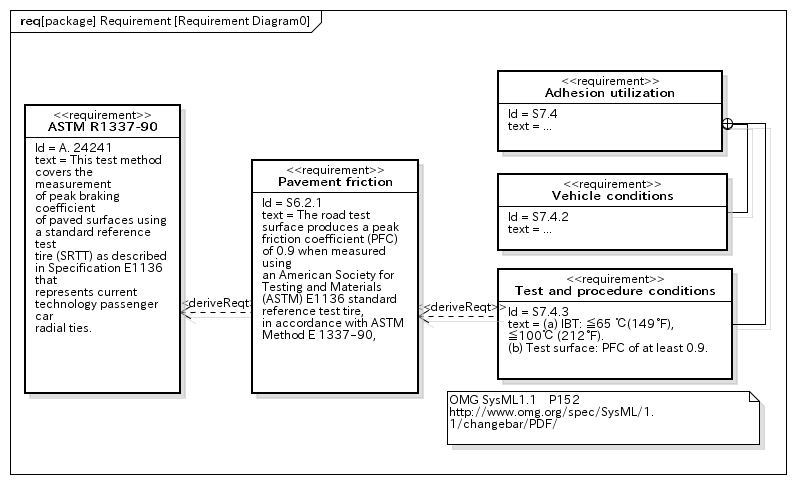 req[package] Requirement [Requirement Diagram0]
<<requirement>>
ASTM R1337-90
Id = A. 24241
text = This test method
covers the
measurement
of peak braking
coefficient
of paved surfaces using
a standard reference
test
tire (SRTT) as described
in Specification E1136
that
represents current
technology passenger
car
radial ties.
<<requirement>>
Pavement friction
Id = S6.2.1
text = The road test
surface produces a peak
friction coefficient (PFC)
of 0.9 when measured
using
an American Society for
Testing and Materials
(ASTM) E1136 standard
reference test tire,
in accordance with ASTM
Method E 1337-90,
<<requirement>>
Adhesion utilization
Id = S7.4
text = ...
<<requirement>>
Vehicle conditions
Id = S7.4.2
text = ...
<<requirement>>
Test and procedure conditions
Id = S7.4.3
text = (a) IBT: ≦65 ℃(149°F),
≦100℃ (212°F).
(b) Test surface: PFC of at least 0.9.
<deriveReqt>
<<deriveReqt>>
OMG SysML1.1 P152
http://www.omg.org/spec/SysML/1.
1/changebar/PDF/